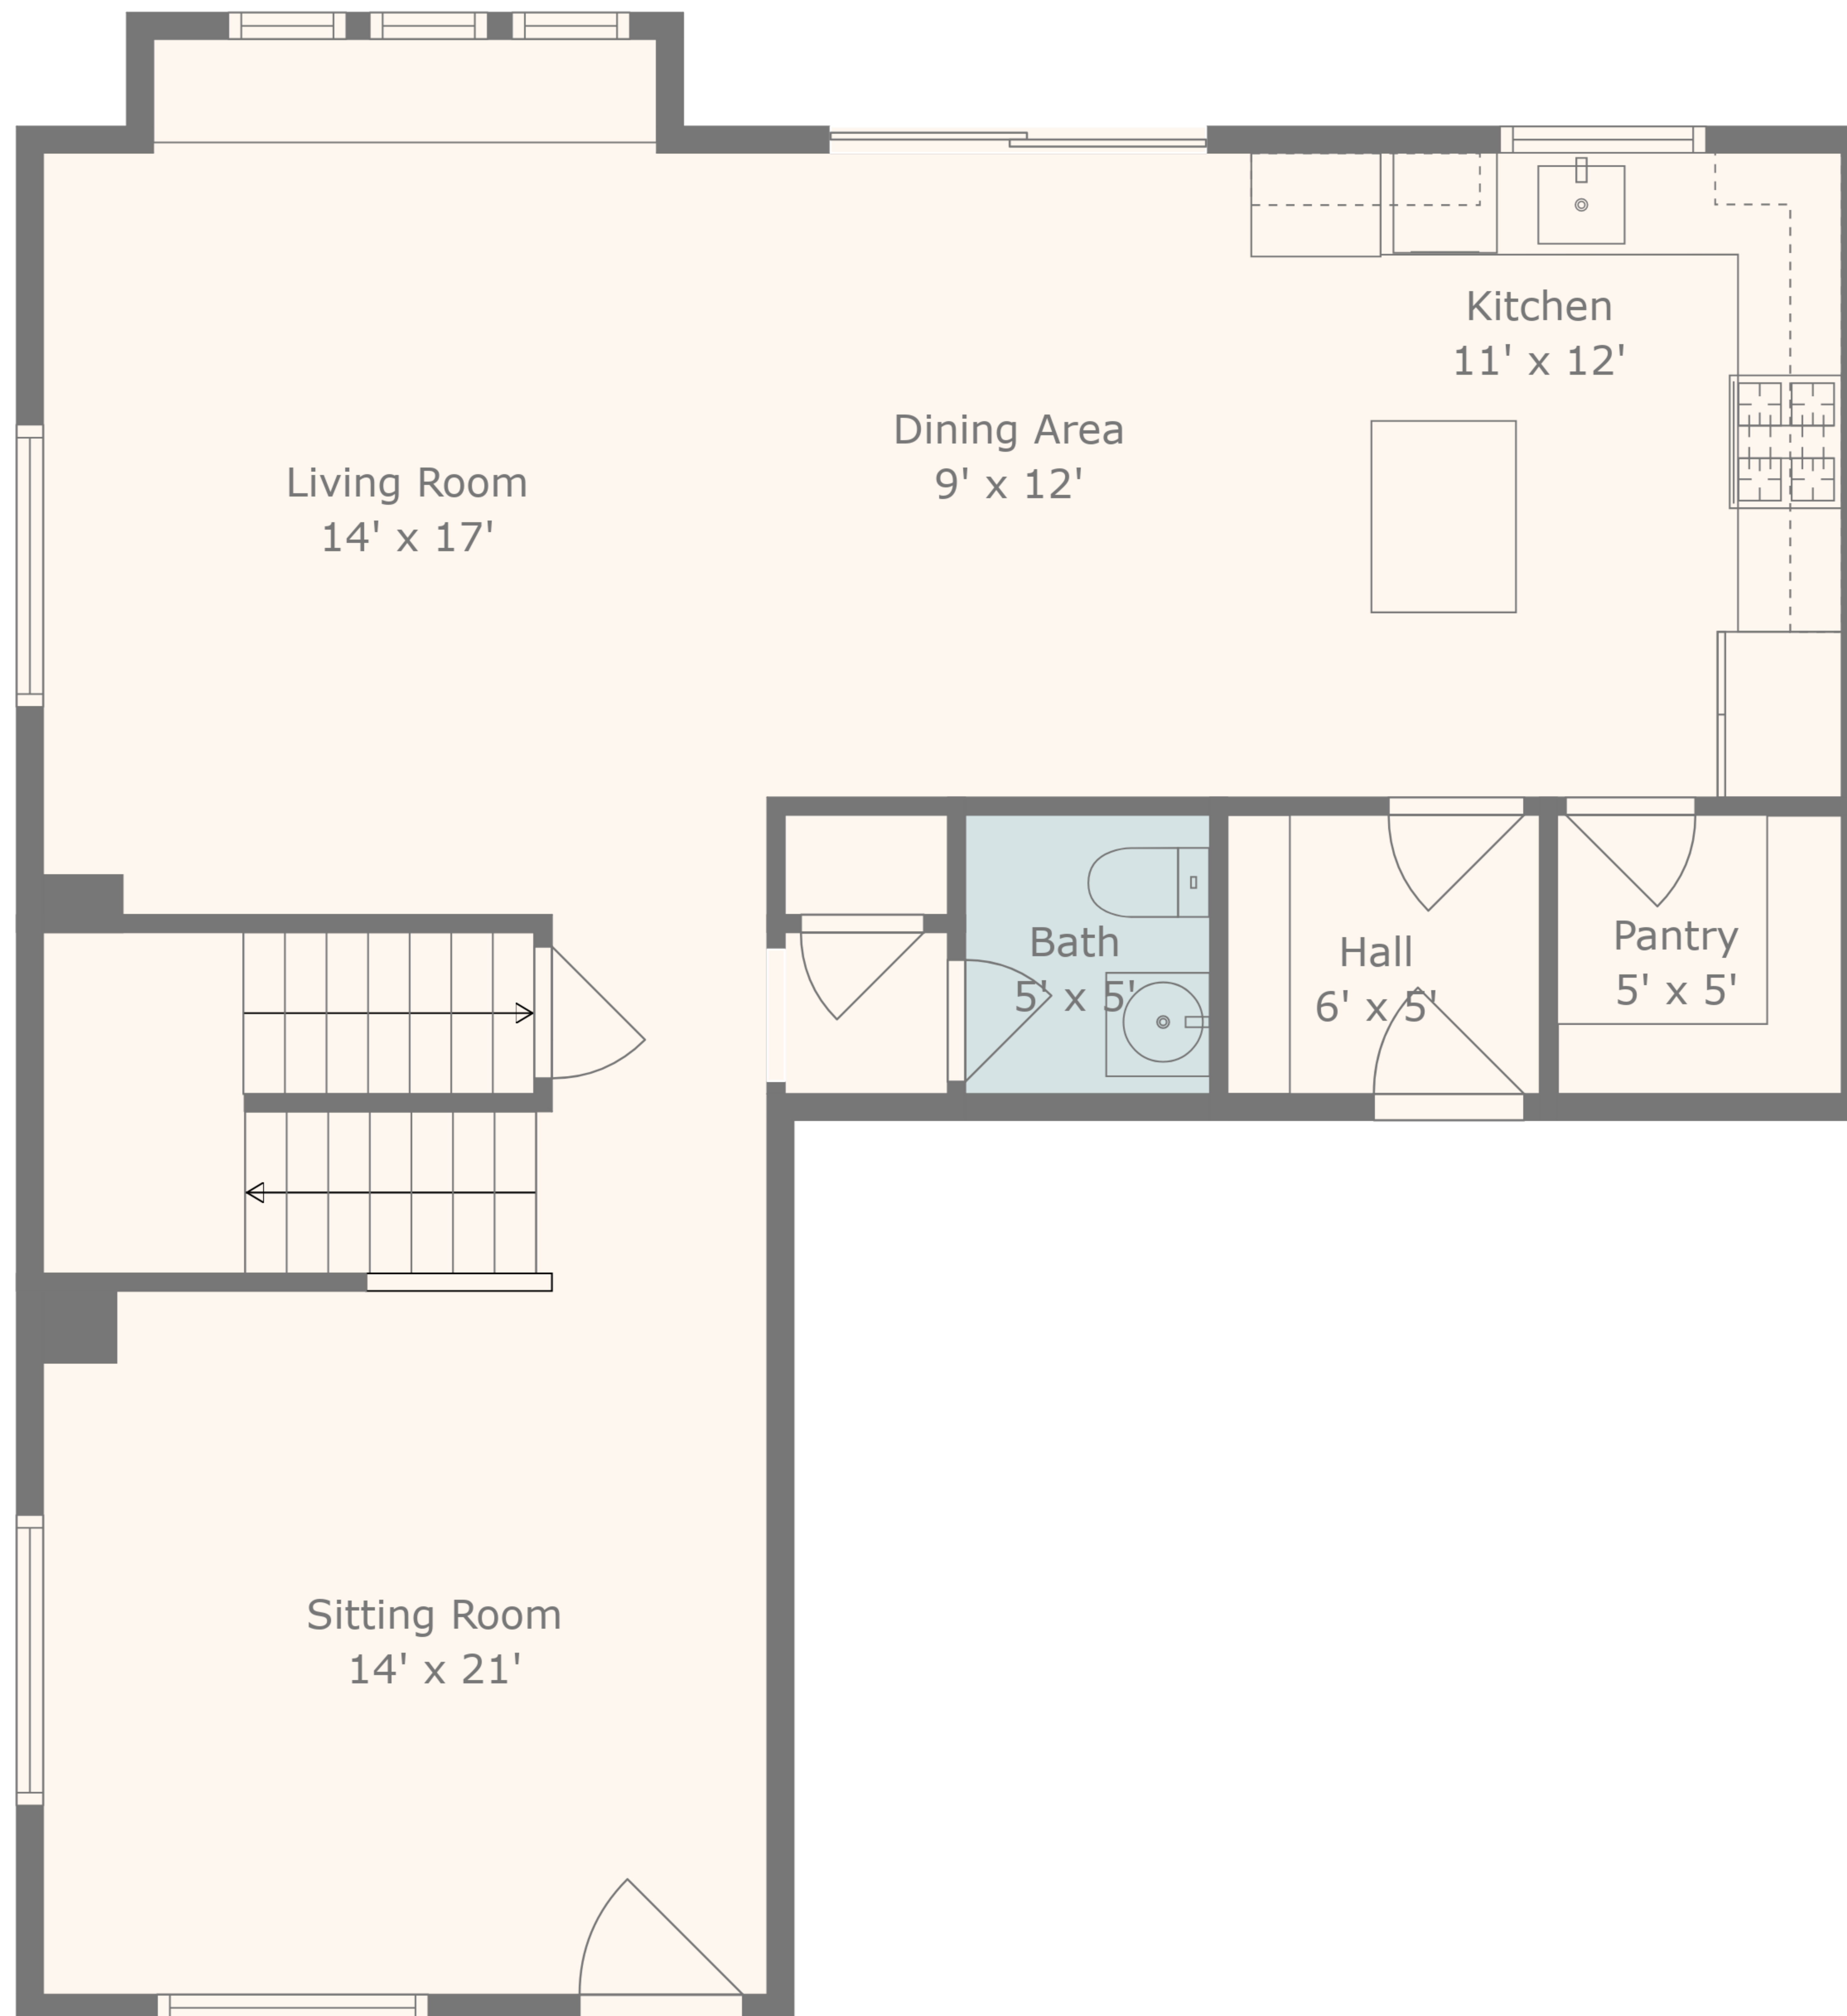 Kitchen
11' x 12'
Dining Area
9' x 12'
Living Room
14' x 17'
Bath
5' x 5'
Hall
6' x 5'
Pantry
5' x 5'
Sitting Room
14' x 21'